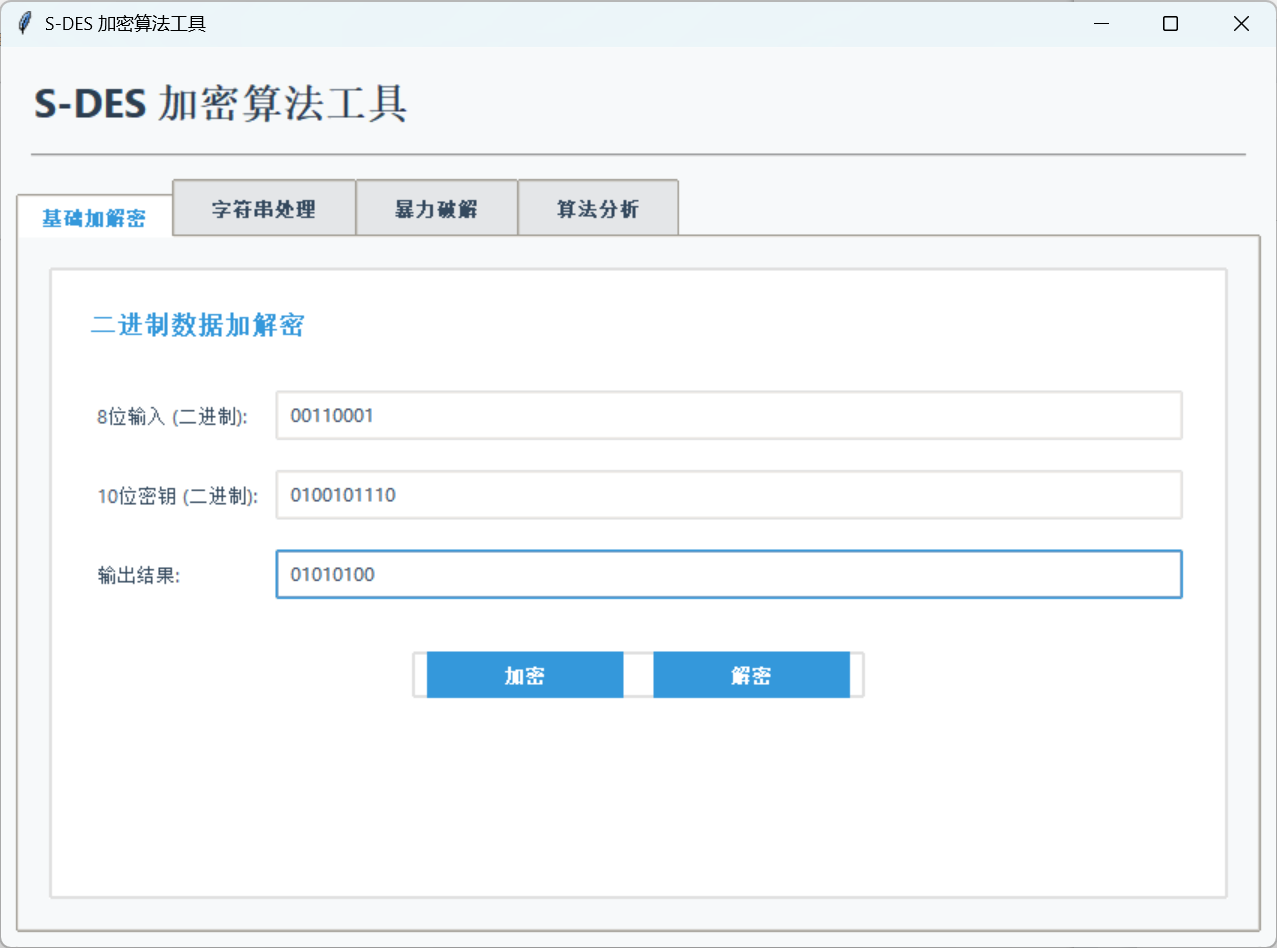 S-DES 加密算法工具
S-DES 加密算法工具
基础加解密 字符串处理 暴力破解 算法分析
二进制数据加解密
8位输入 (二进制): 00110001
10位密钥 (二进制): 0100101110
输出结果: 01010100
加密 解密